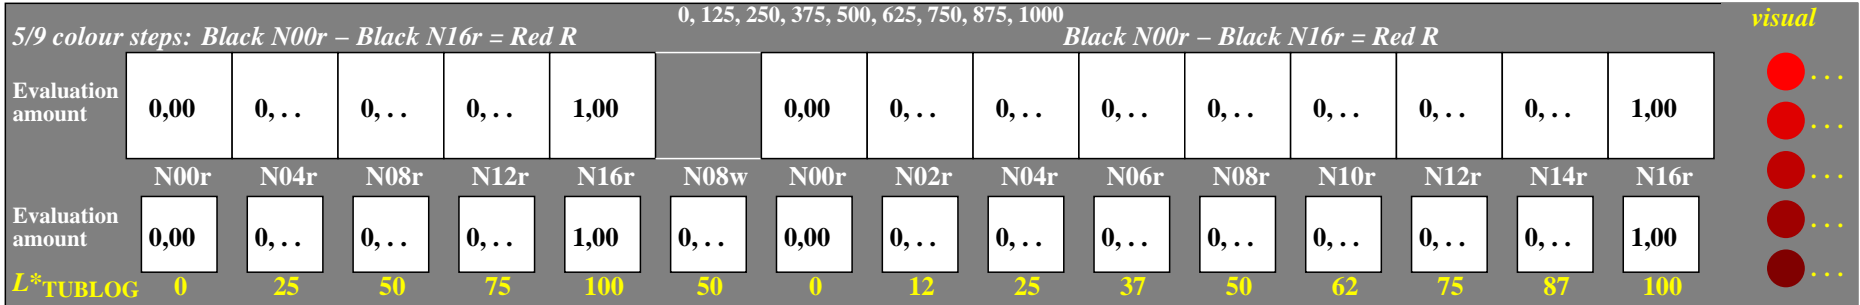 0, 125, 250, 375, 500, 625, 750, 875, 1000
visual
5/9 colour steps: Black N00r – Black N16r = Red R
Black N00r – Black N16r = Red R
Evaluation amount 0,00 0, . . 0, . . 0, . . 1,00 0,00 0, . . 0, . . 0, . . 0, . . 0, . . 0, . . 0, . . 1,00
. . .
. . .
N00r N04r N08r N12r N16r N08w N00r N02r N04r N06r N08r N10r N12r N14r N16r
. . .
Evaluation amount 0,00 0, . . 0, . . 0, . . 1,00 0, . . 0,00 0, . . 0, . . 0, . . 0, . . 0, . . 0, . . 0, . . 1,00
. . .
L*TUBLOG 0 25 50 75 100 50 0 12 25 37 50 62 75 87 100
. . .